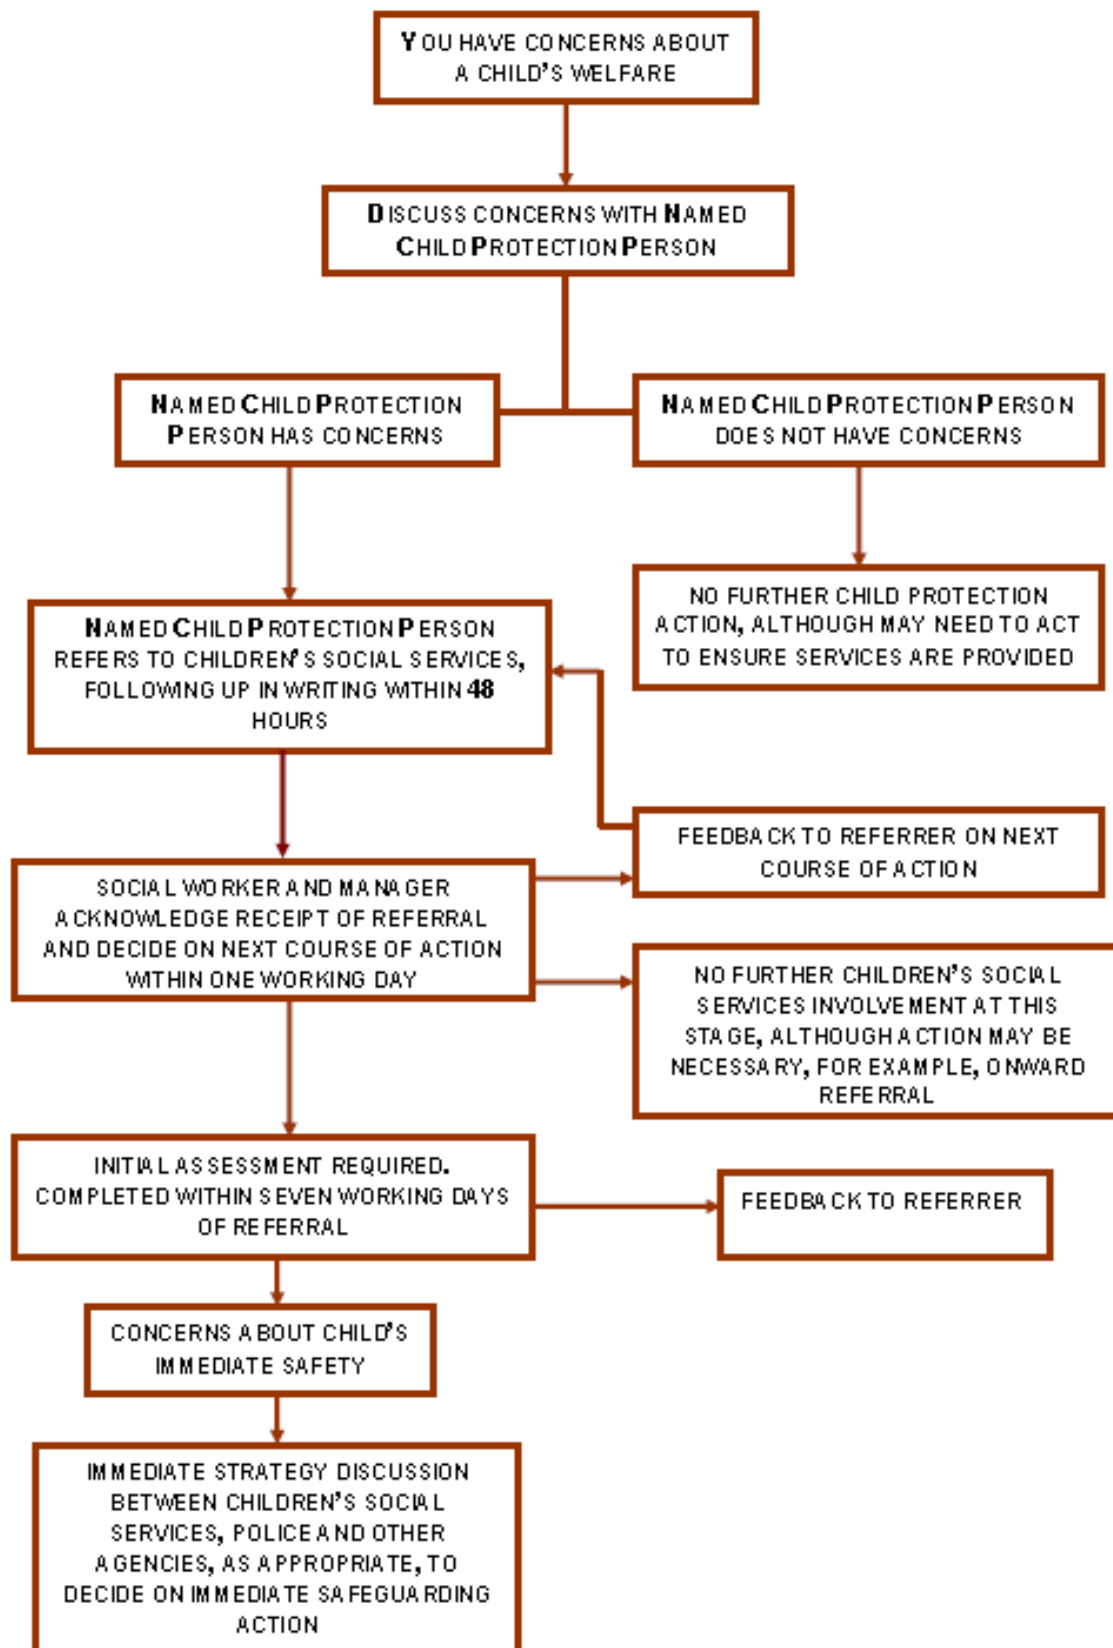 YOU HAVE CONCERNS ABOUT
A CHILD'S WELFARE
DISCUSS CONCERNS WITH NAMED
CHILD PROTECTION PERSON
NAMED CHILD PROTECTION
PERSON HAS CONCERNS
NAMED CHILD PROTECTION PERSON
DOES NOT HAVE CONCERNS
NO FURTHER CHILD PROTECTION
ACTION, ALTHOUGH MAY NEED TO ACT
TO ENSURE SERVICES ARE PROVIDED
NAMED CHILD PROTECTION PERSON
REFERS TO CHILDREN'S SOCIAL SERVICES,
FOLLOWING UP IN WRITING WITHIN 48
HOURS
FEEDBACK TO REFERRER ON NEXT
COURSE OF ACTION
SOCIAL WORKER AND MANAGER
ACKNOWLEDGE RECEIPT OF REFERRAL
AND DECIDE ON NEXT COURSE OF ACTION
WITHIN ONE WORKING DAY
NO FURTHER CHILDREN'S SOCIAL
SERVICES INVOLVEMENT AT THIS
STAGE, ALTHOUGH ACTION MAY BE
NECESSARY, FOR EXAMPLE, ONWARD
REFERRAL
INITIAL ASSESSMENT REQUIRED.
COMPLETED WITHIN SEVEN WORKING DAYS
OF REFERRAL
FEEDBACK TO REFERRER
CONCERNS ABOUT CHILD'S
IMMEDIATE SAFETY
IMMEDIATE STRATEGY DISCUSSION
BETWEEN CHILDREN'S SOCIAL
SERVICES, POLICE AND OTHER
AGENCIES, AS APPROPRIATE, TO
DECIDE ON IMMEDIATE SAFEGUARDING
ACTION